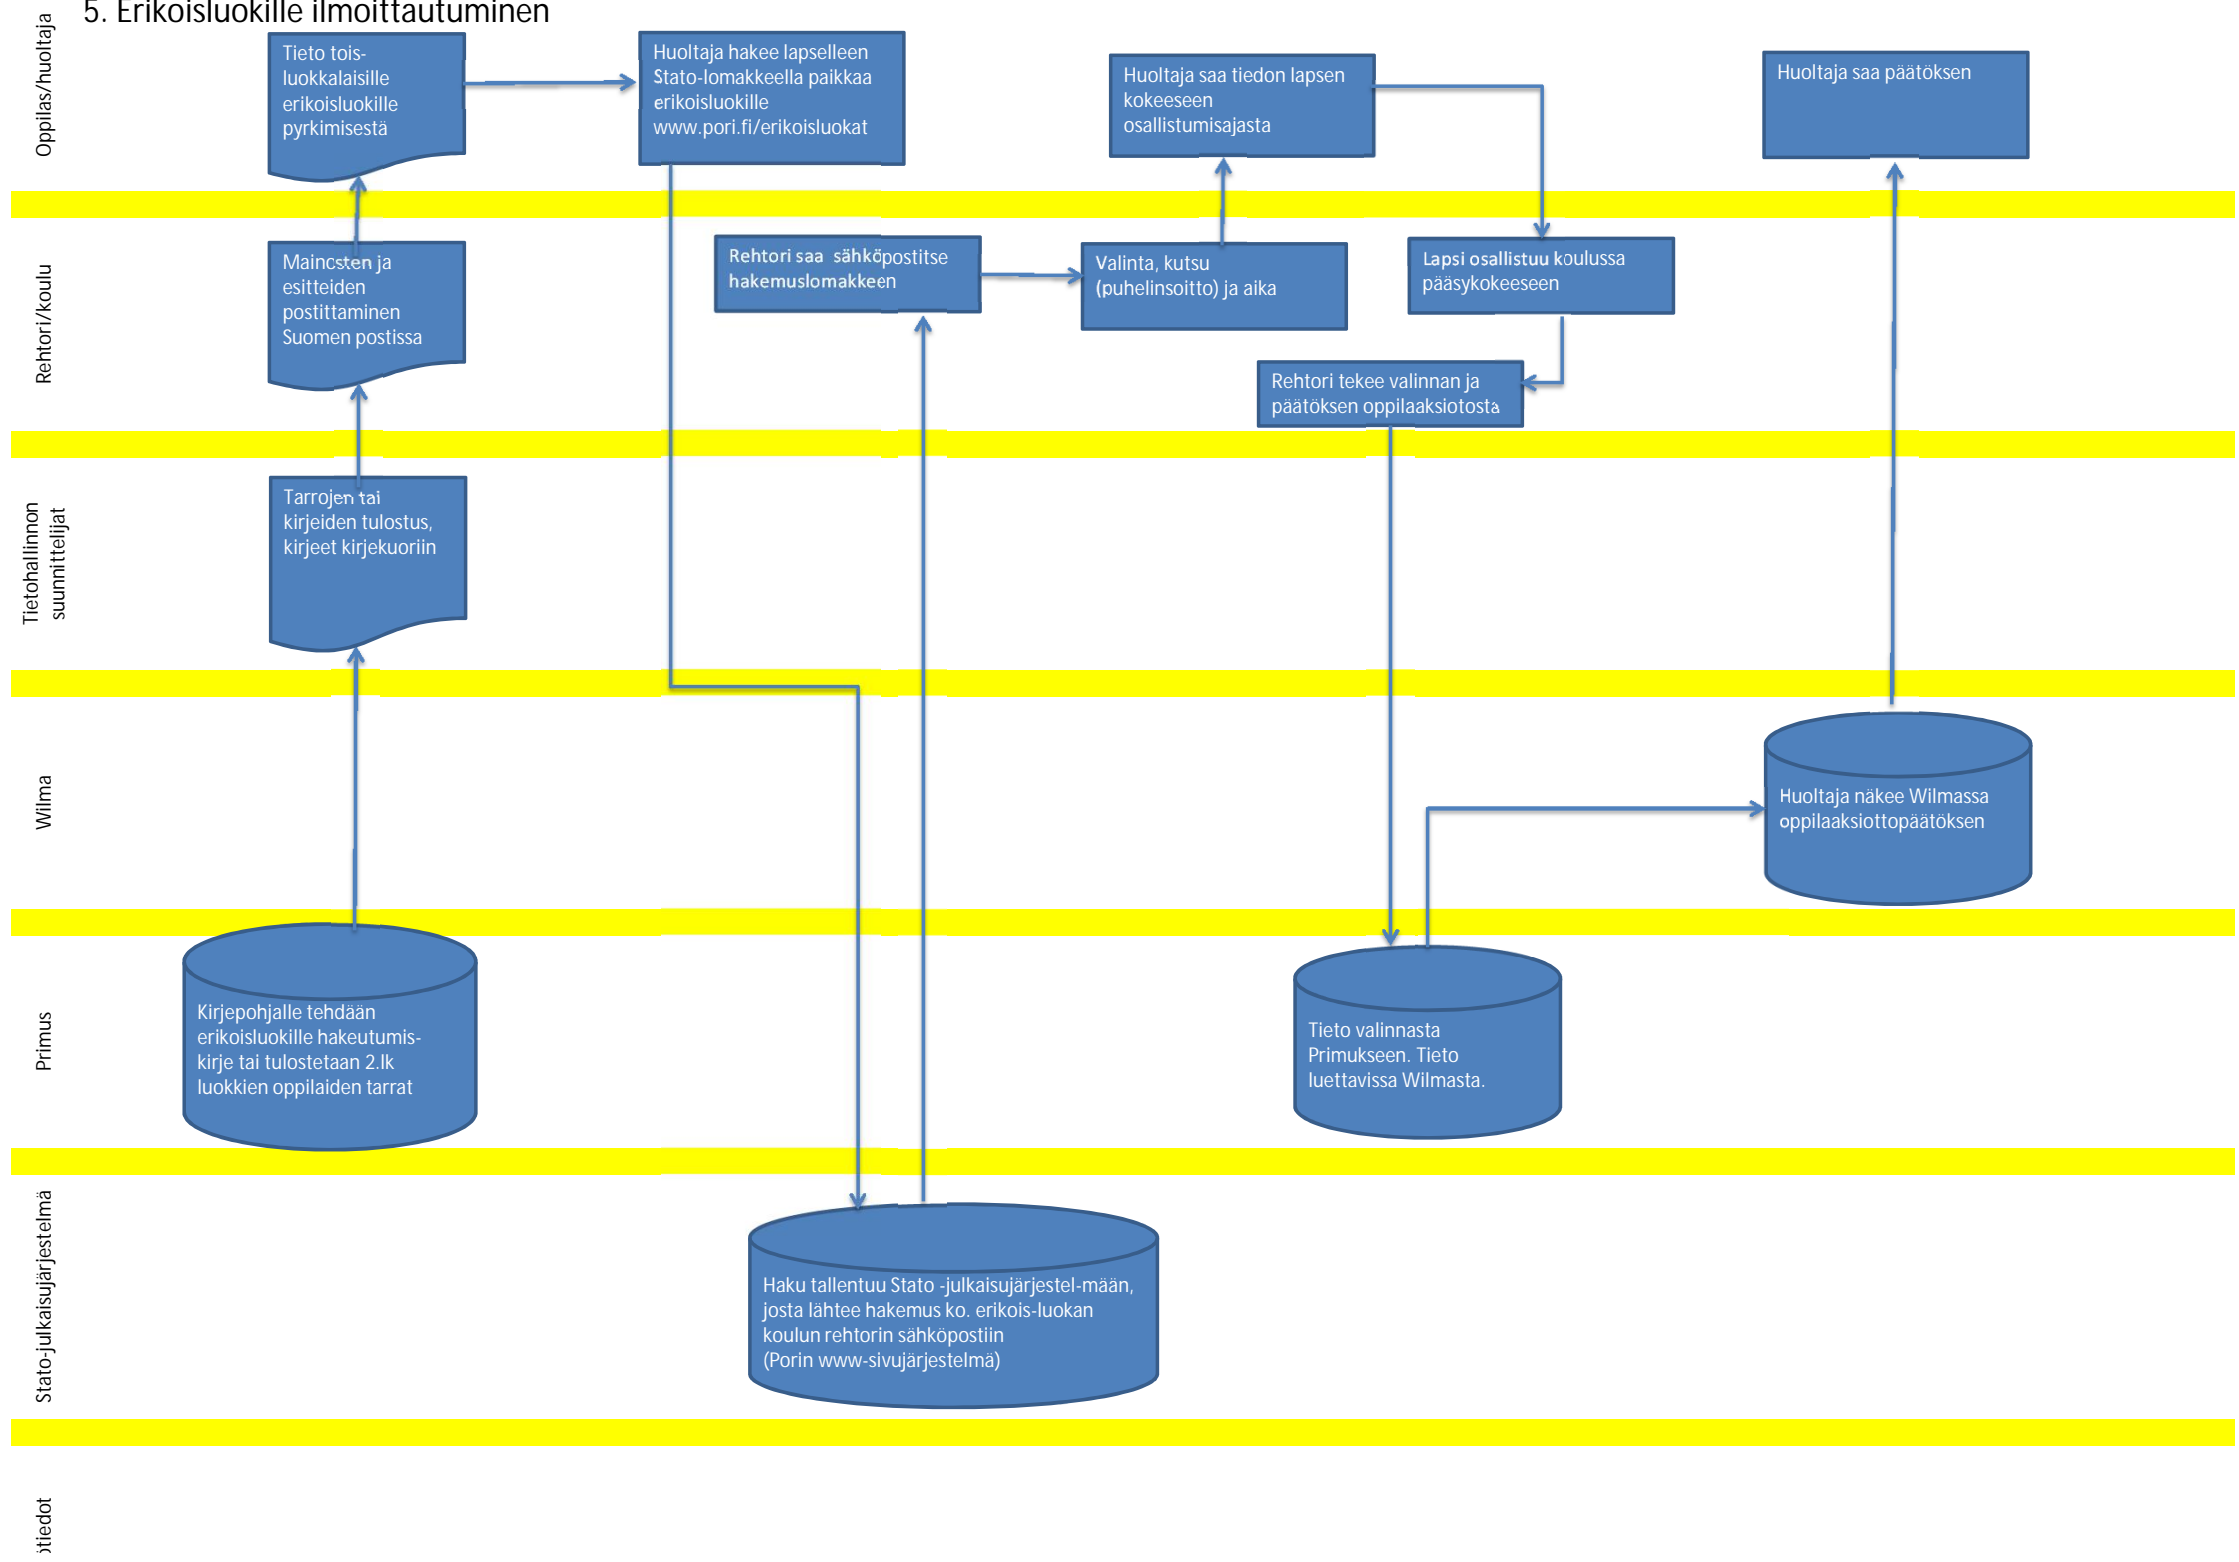 5. Erikoisluokille ilmoittautuminen
Oppilas/huoltaja
Tieto tois-
luokkalaisille
erikoisluokille
pyrkimisestä
Huoltaja hakee lapselleen
Stato-lomakkeella paikkaa
erikoisluokille
www.pori.fi/erikoisluokat
Huoltaja saa tiedon lapsen
kokeeseen
osallistumisajasta
Huoltaja saa päätöksen
Rehtori/koulu
Mainosten ja
esitteiden
postittaminen
Suomen postissa
Rehtori saa sähköpostitse
hakemuslomakkeen
Valinta, kutsu
(puhelinsoitto) ja aika
Lapsi osallistuu koulussa
pääsykokeeseen
Rehtori tekee valinnan ja
päätöksen oppilaaksiotosta
Tietohallinnon
suunnittelijat
Tarrojen tai
kirjeiden tulostus,
kirjeet kirjekuoriin
Wilma
Huoltaja näkee Wilmassa
oppilaaksiottopäätöksen
Primus
Kirjepohjalle tehdään
erikoisluokille hakeutumis-
kirje tai tulostetaan 2.lk
luokkien oppilaiden tarrat
Tieto valinnasta
Primukseen. Tieto
luettavissa Wilmasta.
Stato-julkaisujärjestelmä
Haku tallentuu Stato -julkaisujärjestel-mään,
josta lähtee hakemus ko. erikois-luokan
koulun rehtorin sähköpostiin
(Porin www-sivujärjestelmä)